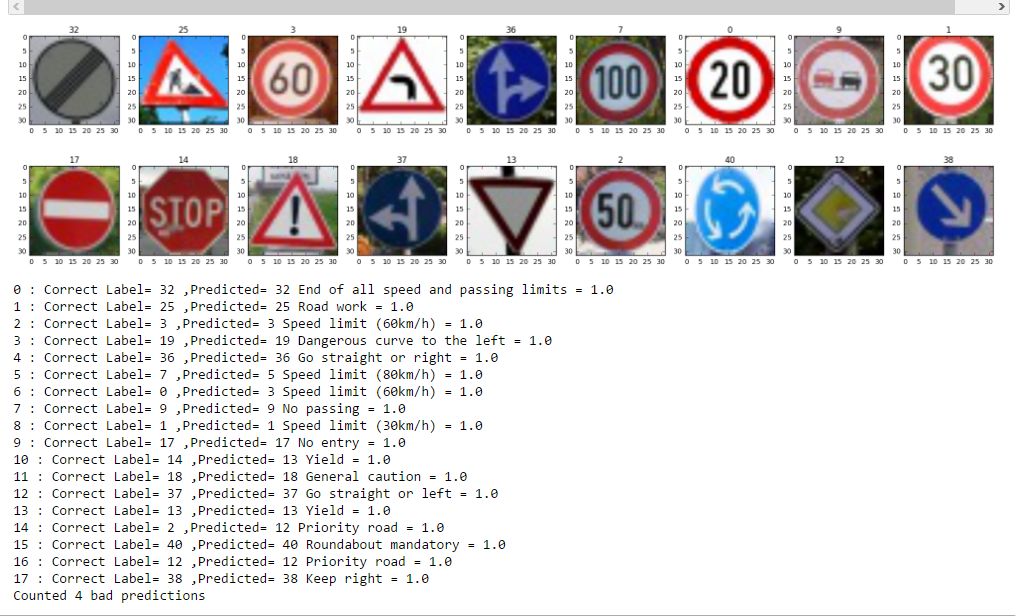 32 25 3 19 36 7 0 9 1
60 100 20 30
17 14 18 37 13 2 40 12 38
STOP 50
0 : Correct Label= 32 ,Predicted= 32 End of all speed and passing limits = 1.0
1 : Correct Label= 25 ,Predicted= 25 Road work = 1.0
2 : Correct Label= 3 ,Predicted= 3 Speed limit (60km/h) = 1.0
3 : Correct Label= 19 ,Predicted= 19 Dangerous curve to the left = 1.0
4 : Correct Label= 36 ,Predicted= 36 Go straight or right = 1.0
5 : Correct Label= 7 ,Predicted= 5 Speed limit (80km/h) = 1.0
6 : Correct Label= 0 ,Predicted= 3 Speed limit (60km/h) = 1.0
7 : Correct Label= 9 ,Predicted= 9 No passing = 1.0
8 : Correct Label= 1 ,Predicted= 1 Speed limit (30km/h) = 1.0
9 : Correct Label= 17 ,Predicted= 17 No entry = 1.0
10 : Correct Label= 14 ,Predicted= 13 Yield = 1.0
11 : Correct Label= 18 ,Predicted= 18 General caution = 1.0
12 : Correct Label= 37 ,Predicted= 37 Go straight or left = 1.0
13 : Correct Label= 13 ,Predicted= 13 Yield = 1.0
14 : Correct Label= 2 ,Predicted= 12 Priority road = 1.0
15 : Correct Label= 40 ,Predicted= 40 Roundabout mandatory = 1.0
16 : Correct Label= 12 ,Predicted= 12 Priority road = 1.0
17 : Correct Label= 38 ,Predicted= 38 Keep right = 1.0
Counted 4 bad predictions